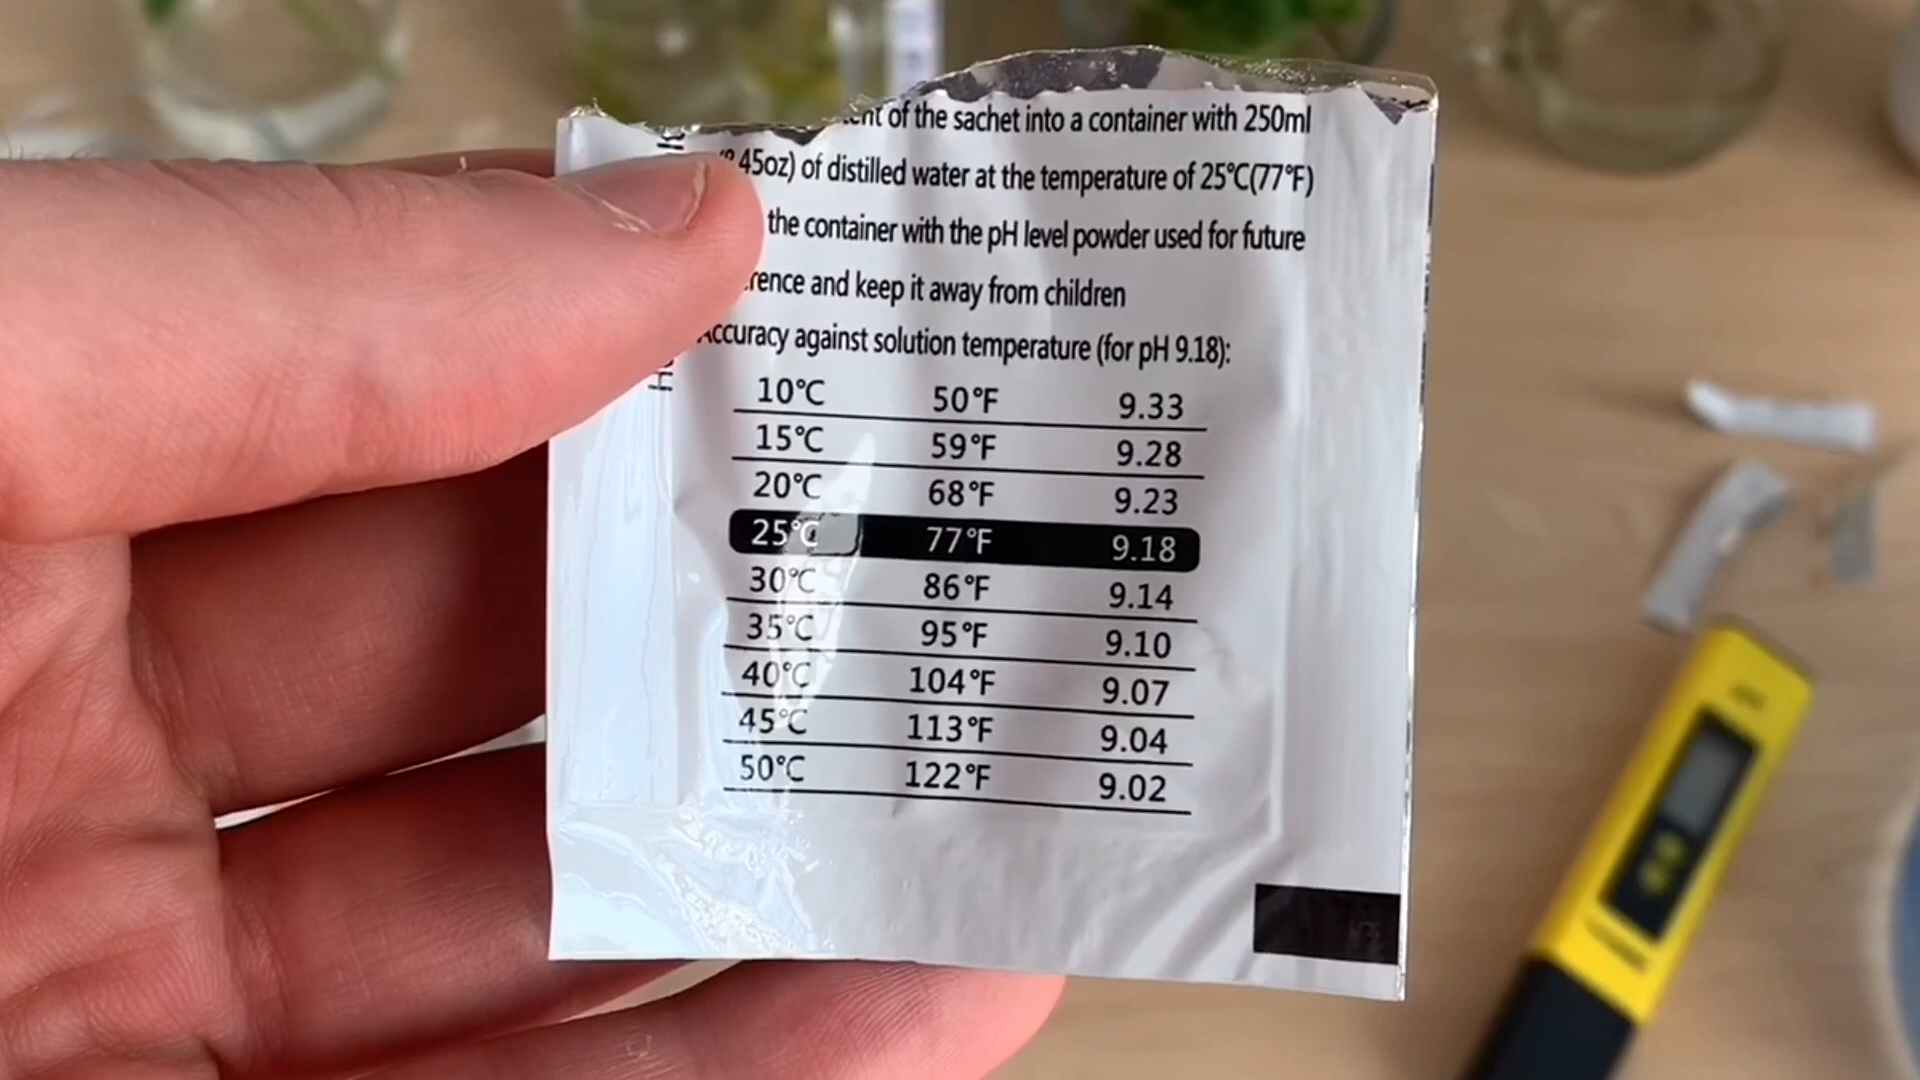 of the sachet into a container with 250ml
45oz) of distilled water at the temperature of 25℃(77℉)
the container with the pH level powder used for future
and keep it away from children
Accuracy against solution temperature (for pH 9.18):
10℃ 50℉ 9.33
15℃ 59℉ 9.28
20℃ 68℉ 9.23
25℃ 77℉ 9.18
30℃ 86℉ 9.14
35℃ 95℉ 9.10
40℃ 104℉ 9.07
45℃ 113℉ 9.04
50℃ 122℉ 9.02